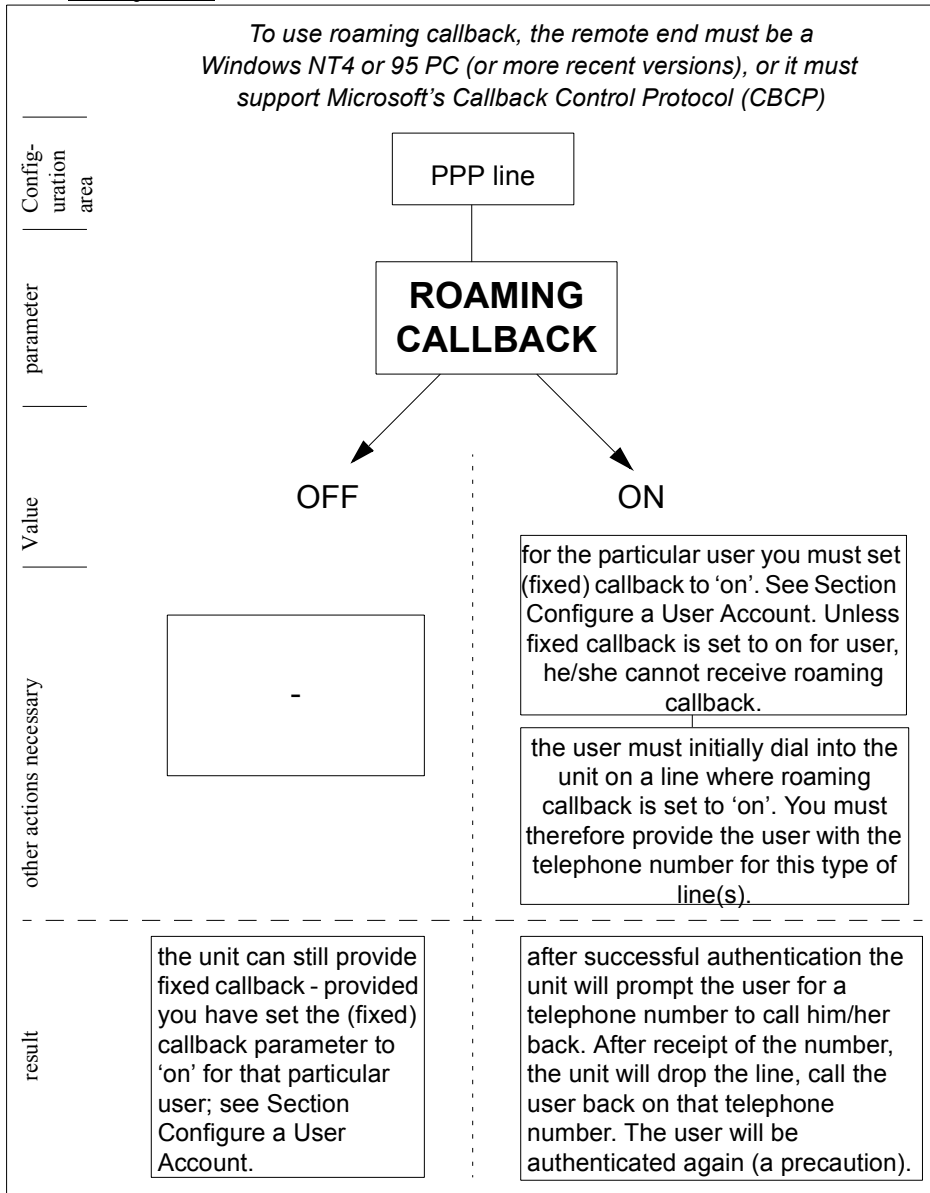 To use roaming callback, the remote end must be a
Windows NT4 or 95 PC (or more recent versions), or it must
support Microsoft's Callback Control Protocol (CBCP)
Config-
uration
area
PPP line
parameter
ROAMING
CALLBACK
Value
OFF
ON
other actions necessary
-
for the particular user you must set
(fixed) callback to ‘on’. See Section
Configure a User Account. Unless
fixed callback is set to on for user,
he/she cannot receive roaming
callback.
the user must initially dial into the
unit on a line where roaming
callback is set to ‘on’. You must
therefore provide the user with the
telephone number for this type of
line(s).
result
the unit can still provide
fixed callback - provided
you have set the (fixed)
callback parameter to
‘on’ for that particular
user; see Section
Configure a User
Account.
after successful authentication the
unit will prompt the user for a
telephone number to call him/her
back. After receipt of the number,
the unit will drop the line, call the
user back on that telephone
number. The user will be
authenticated again (a precaution).